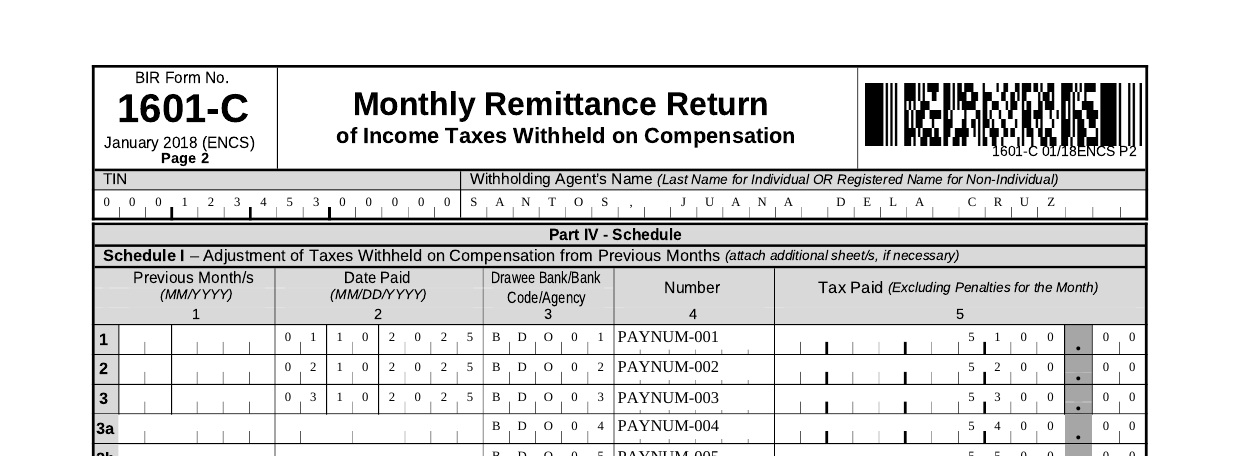 BIR Form No.
1601-C
January 2018 (ENCS)
Page 2
Monthly Remittance Return
of Income Taxes Withheld on Compensation
1601-C 01/18ENCS P2
TIN
Withholding Agent's Name (Last Name for Individual OR Registered Name for Non-Individual)
0 0 0 1 2 3 4 5 3 0 0 0 0 0 S A N T O S , J U A N A D E L A C R U Z
Part IV - Schedule
Schedule I – Adjustment of Taxes Withheld on Compensation from Previous Months (attach additional sheet/s, if necessary)
Previous Month/s
(MM/YYYY)
1
Date Paid
(MM/DD/YYYY)
2
Drawee Bank/Bank
Code/Agency
3
Number
4
Tax Paid (Excluding Penalties for the Month)
5
1 0 1 1 0 2 0 2 5 B D O 0 1 PAYNUM-001 5 1 0 0 . 0 0
2 0 2 1 0 2 0 2 5 B D O 0 2 PAYNUM-002 5 2 0 0 . 0 0
3 0 3 1 0 2 0 2 5 B D O 0 3 PAYNUM-003 5 3 0 0 . 0 0
3a B D O 0 4 PAYNUM-004 5 4 0 0 . 0 0